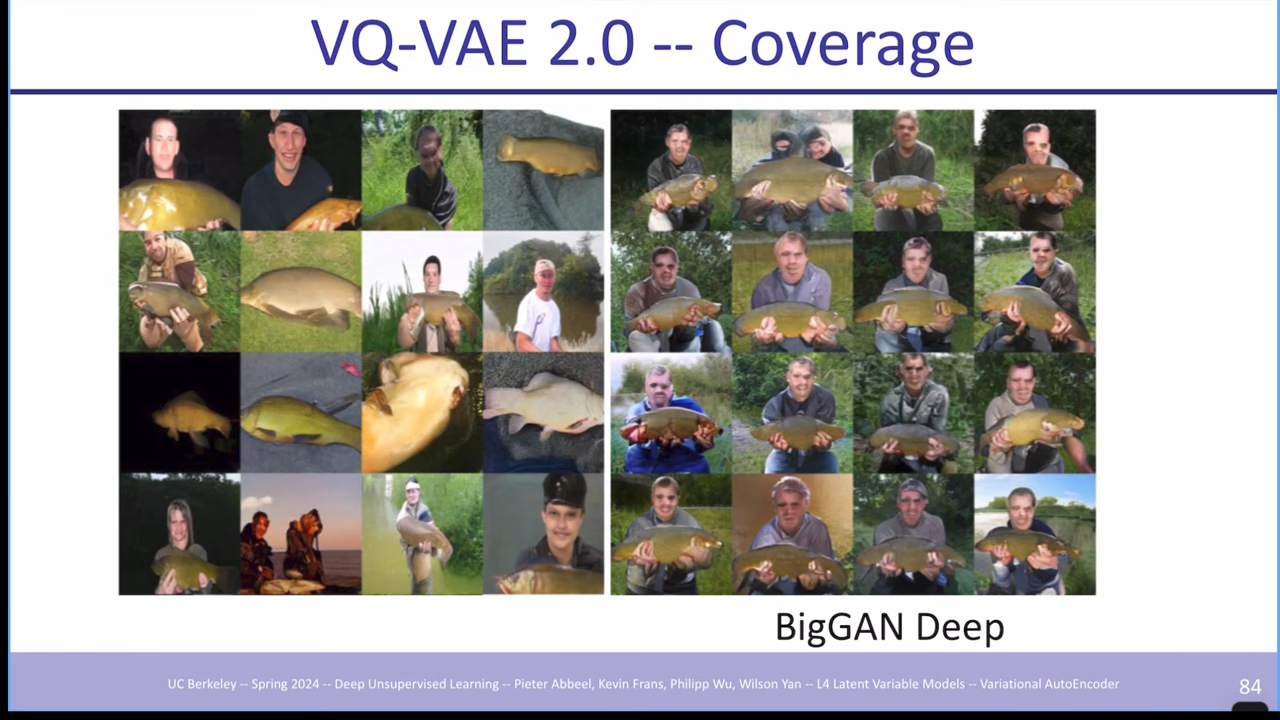 VQ-VAE 2.0 -- Coverage
BigGAN Deep
UC Berkeley -- Spring 2024 -- Deep Unsupervised Learning -- Pieter Abbeel, Kevin Frans, Philipp Wu, Wilson Yan -- L4 Latent Variable Models -- Variational AutoEncoder
84